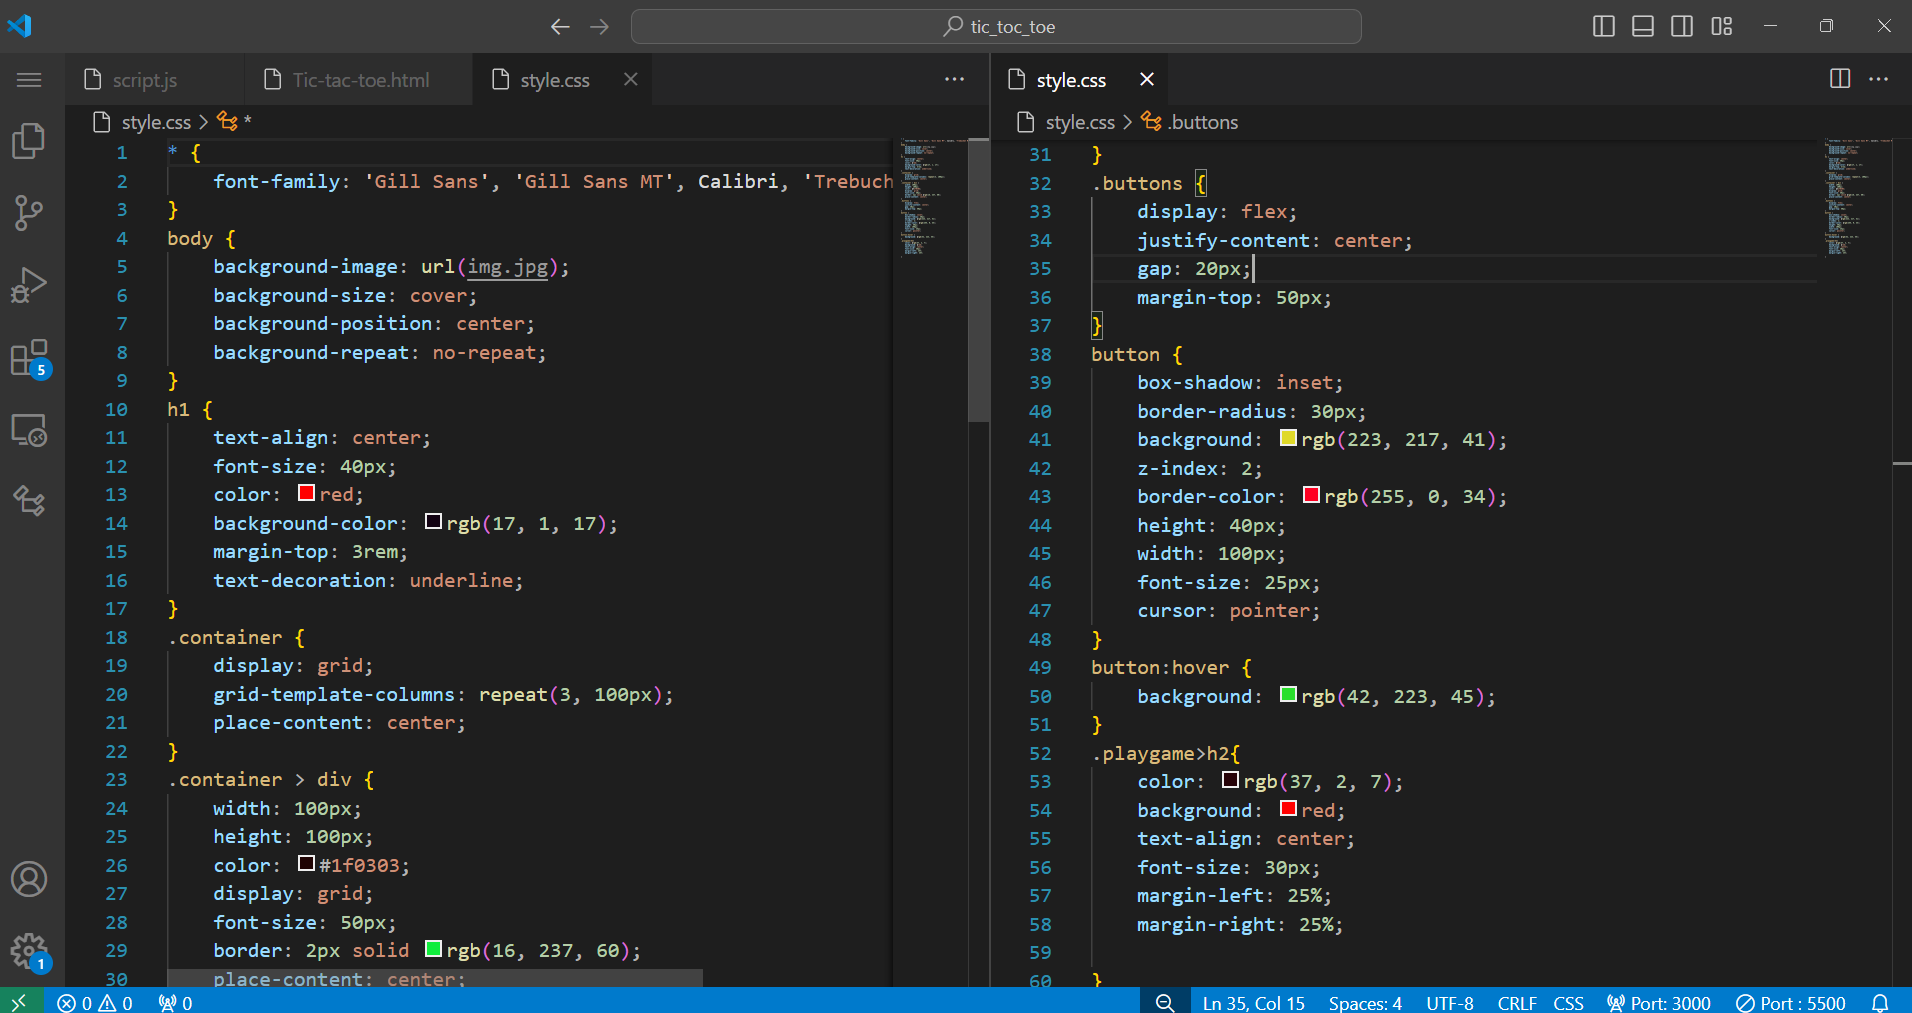 tic_toc_toe
script.js
Tic-tac-toe.html
style.css
style.css > *
1 * {
2 font-family: 'Gill Sans', 'Gill Sans MT', Calibri, 'Trebuch
3 }
4 body {
5 background-image: url(img.jpg);
6 background-size: cover;
7 background-position: center;
8 background-repeat: no-repeat;
9 }
10 h1 {
11 text-align: center;
12 font-size: 40px;
13 color: red;
14 background-color: rgb(17, 1, 17);
15 margin-top: 3rem;
16 text-decoration: underline;
17 }
18 .container {
19 display: grid;
20 grid-template-columns: repeat(3, 100px);
21 place-content: center;
22 }
23 .container > div {
24 width: 100px;
25 height: 100px;
26 color: #1f0303;
27 display: grid;
28 font-size: 50px;
29 border: 2px solid rgb(16, 237, 60);
30 place-content: center;
style.css
style.css > .buttons
31 }
32 .buttons {
33 display: flex;
34 justify-content: center;
35 gap: 20px;
36 margin-top: 50px;
37 }
38 button {
39 box-shadow: inset;
40 border-radius: 30px;
41 background: rgb(223, 217, 41);
42 z-index: 2;
43 border-color: rgb(255, 0, 34);
44 height: 40px;
45 width: 100px;
46 font-size: 25px;
47 cursor: pointer;
48 }
49 button:hover {
50 background: rgb(42, 223, 45);
51 }
52 .playgame>h2{
53 color: rgb(37, 2, 7);
54 background: red;
55 text-align: center;
56 font-size: 30px;
57 margin-left: 25%;
58 margin-right: 25%;
59
60 }
5
1
0 0 0 Ln 35, Col 15 Spaces: 4 UTF-8 CRLF CSS Port: 3000 Port : 5500